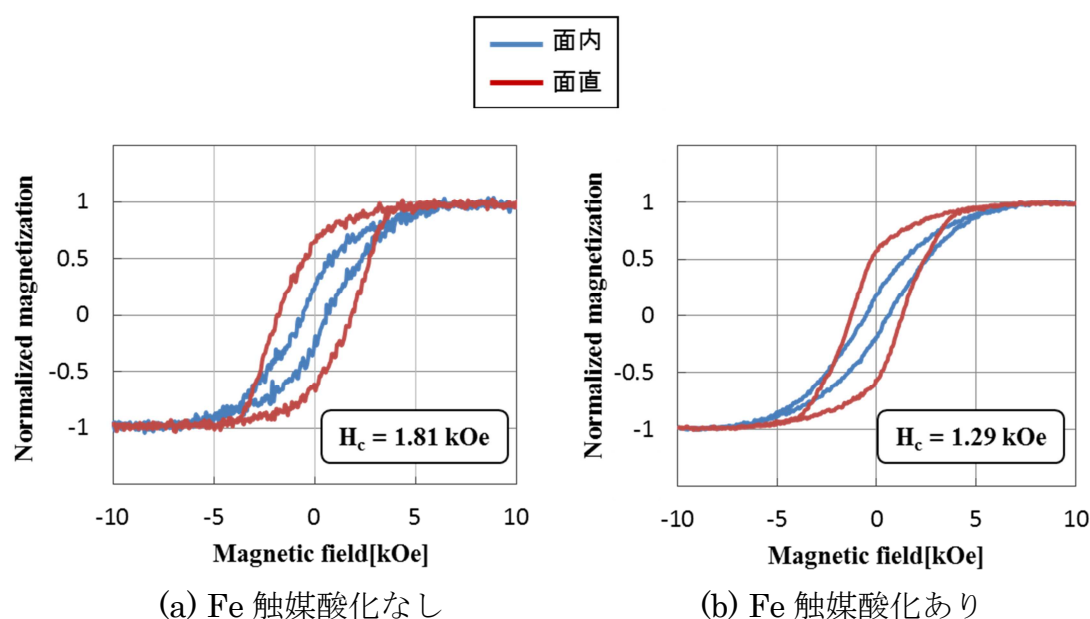 面内
面直
Normalized magnetization
1
0.5
0
-0.5
-1
-10
-5
0
5
10
Magnetic field[kOe]
Hc = 1.81 kOe
(a) Fe 触媒酸化なし
Normalized magnetization
1
0.5
0
-0.5
-1
-10
-5
0
5
10
Magnetic field[kOe]
Hc = 1.29 kOe
(b) Fe 触媒酸化あり